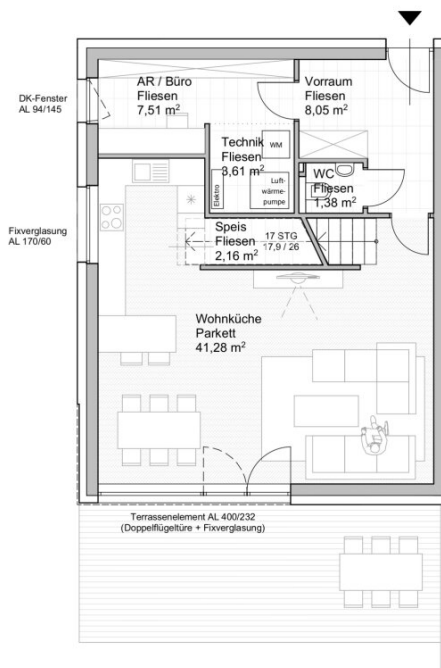 AR / Büro
Fliesen
7,51 m²
Vorraum
Fliesen
8,05 m²
DK-Fenster
AL 94/145
Technik
Fliesen
3,61 m²
WM
Luft-
wärme-
pumpe
Elektro
WC
Fliesen
1,38 m²
Fixverglasung
AL 170/60
Speis
Fliesen
2,16 m²
17 STG
17,9 / 26
Wohnküche
Parkett
41,28 m²
Terrassenelement AL 400/232
(Doppelflügeltüre + Fixverglasung)